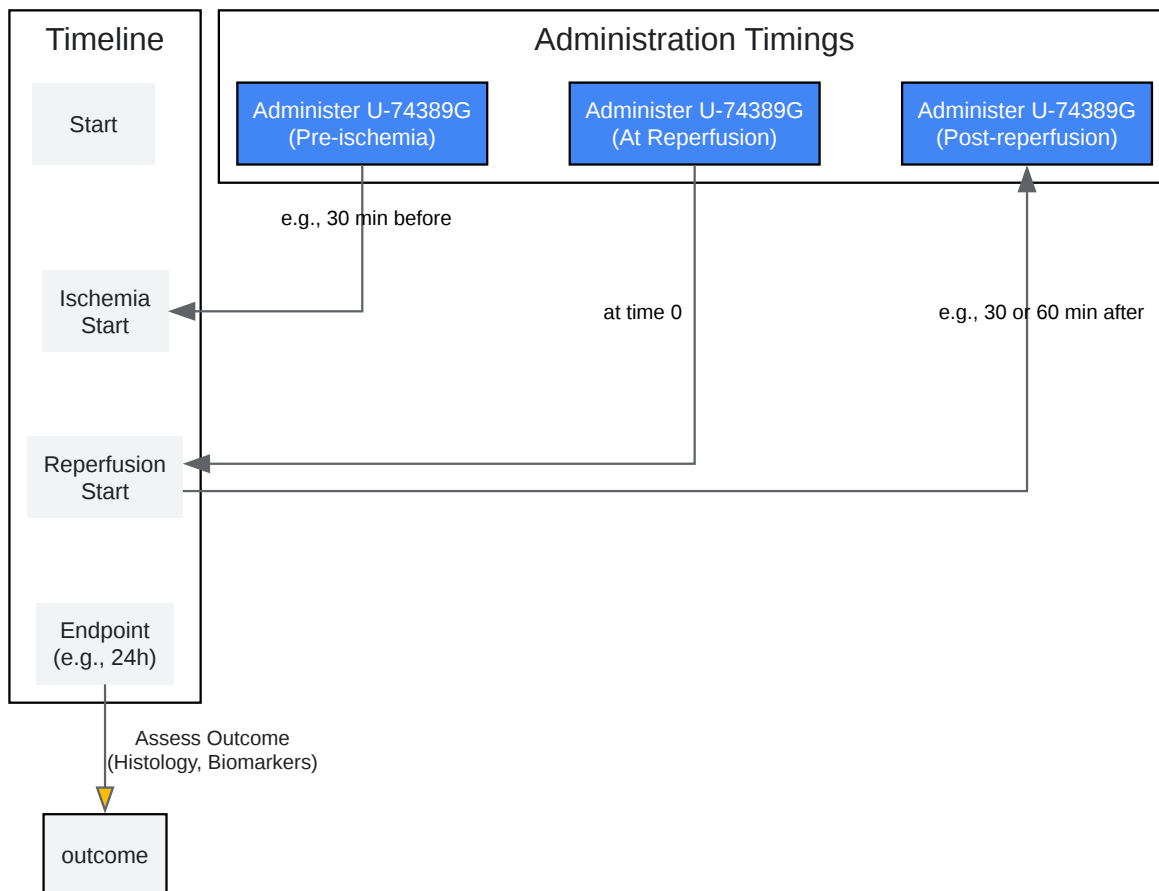 Timeline
Administration Timings
Start
Administer U-74389G
(Pre-ischemia)
Administer U-74389G
(At Reperfusion)
Administer U-74389G
(Post-reperfusion)
e.g., 30 min before
Ischemia
Start
at time 0
e.g., 30 or 60 min after
Reperfusion
Start
Endpoint
(e.g., 24h)
Assess Outcome
(Histology, Biomarkers)
outcome